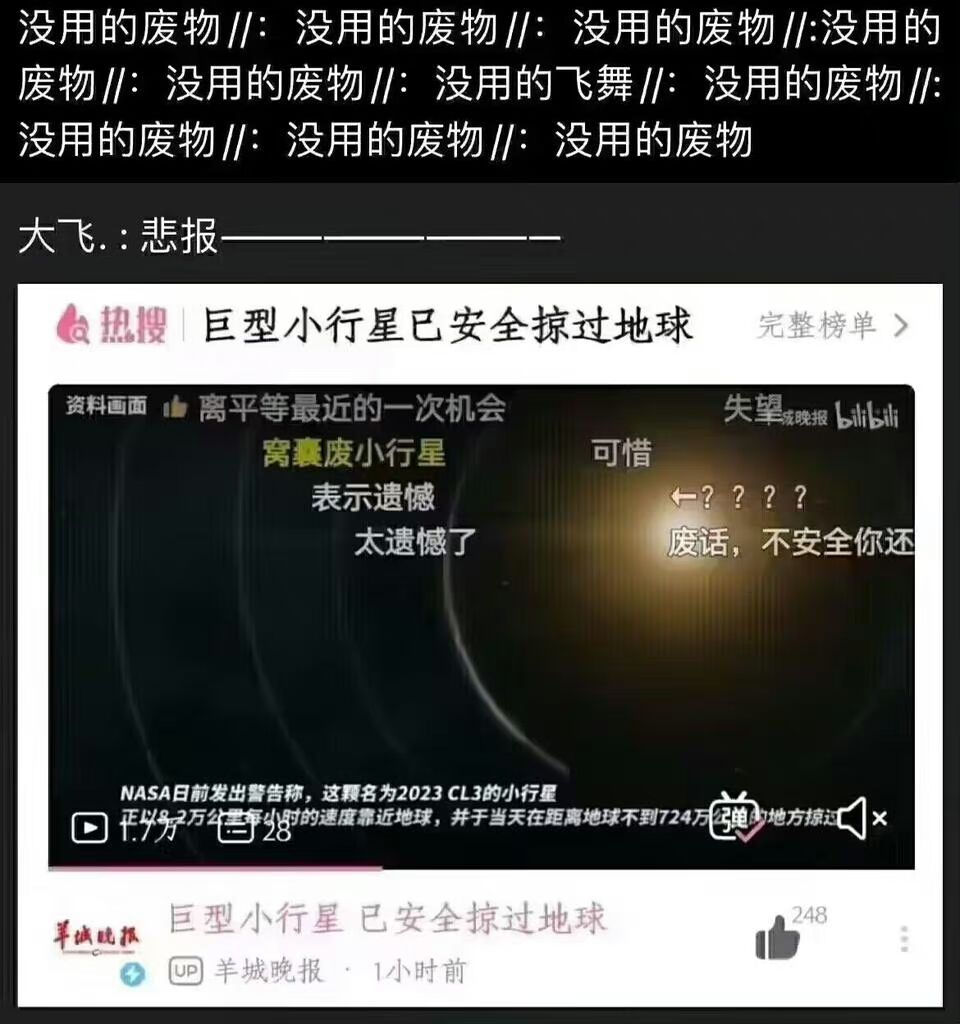 没用的废物//：没用的废物//：没用的废物//:没用的
废物//：没用的废物//：没用的飞舞//：没用的废物//:
没用的废物//：没用的废物//：没用的废物
大飞.：悲报————————
热搜 巨型小行星已安全掠过地球 完整榜单 >
资料画面 离平等最近的一次机会 失望 城晚报 bilibili
窝囊废小行星 可惜
表示遗憾 ←？？？？
太遗憾了 废话，不安全你还
NASA日前发出警告称，这颗名为2023 CL3的小行星
正以8.2万公里每小时的速度靠近地球，并于当天在距离地球不到724万公里的地方掠过
1.7万 28 弹
羊城晚报 巨型小行星 已安全掠过地球 248
UP 羊城晚报 · 1小时前